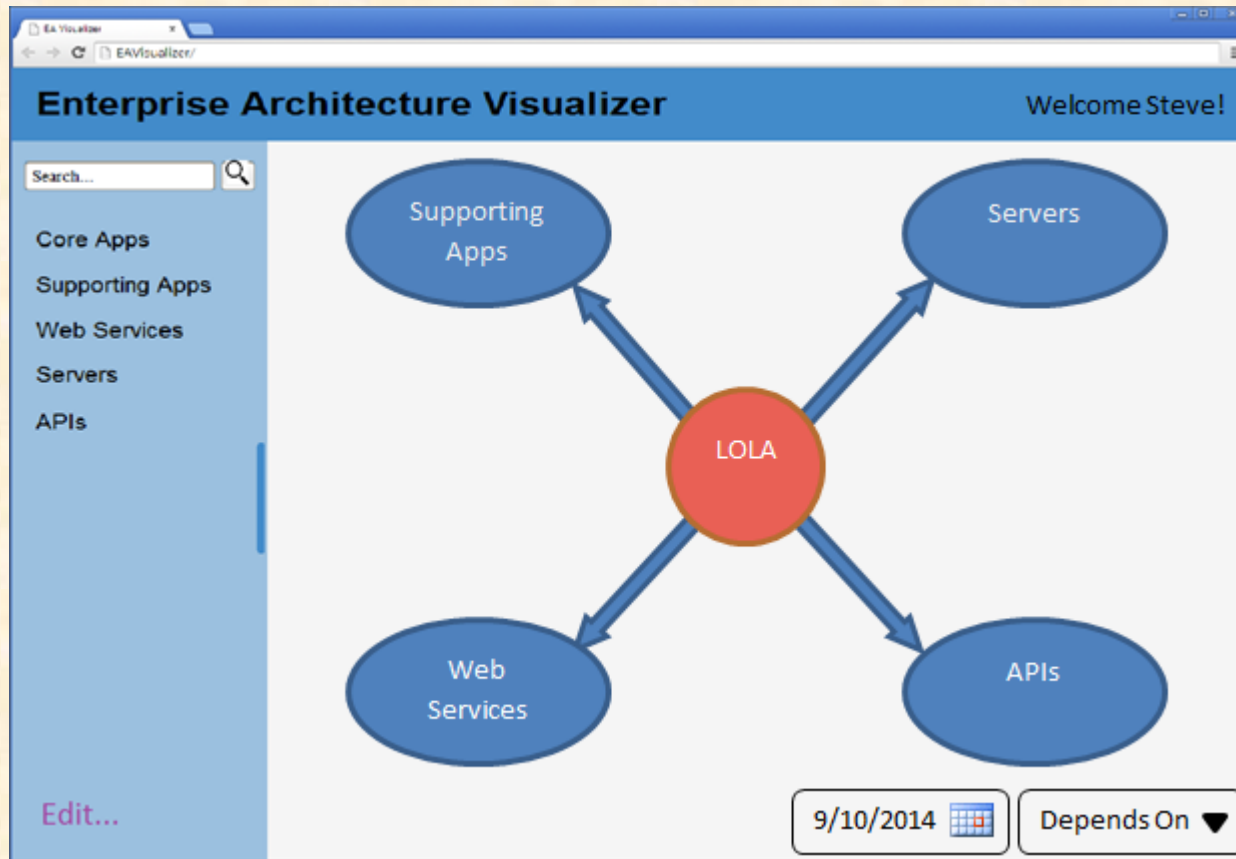 EA Visualizer
EAVisualizer/
Enterprise Architecture Visualizer
Welcome Steve!
Search...
Core Apps
Supporting Apps
Web Services
Servers
APIs
Edit...
Supporting
Apps
Servers
LOLA
Web
Services
APIs
9/10/2014
Depends On